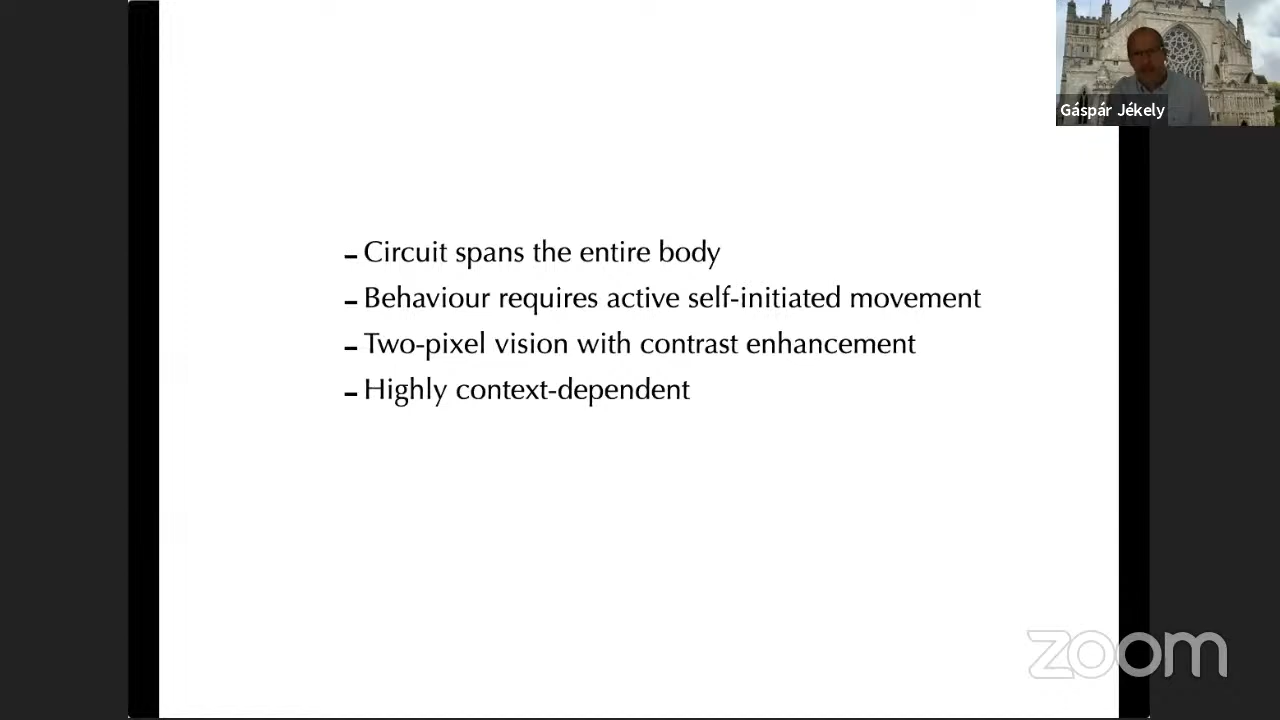 Gáspár Jékely
– Circuit spans the entire body
– Behaviour requires active self-initiated movement
– Two-pixel vision with contrast enhancement
– Highly context-dependent
zoom